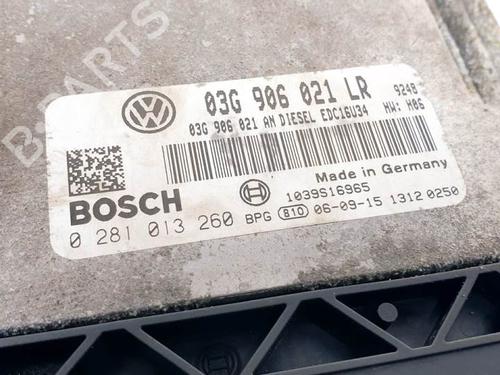 03G 906 021 LR 9248
03G 906 021 AM DIESEL EDC16U34 HW: H06
Made in Germany
BOSCH 1039S16965
0 281 013 260 BPG 810 06-09-15 1312 0250